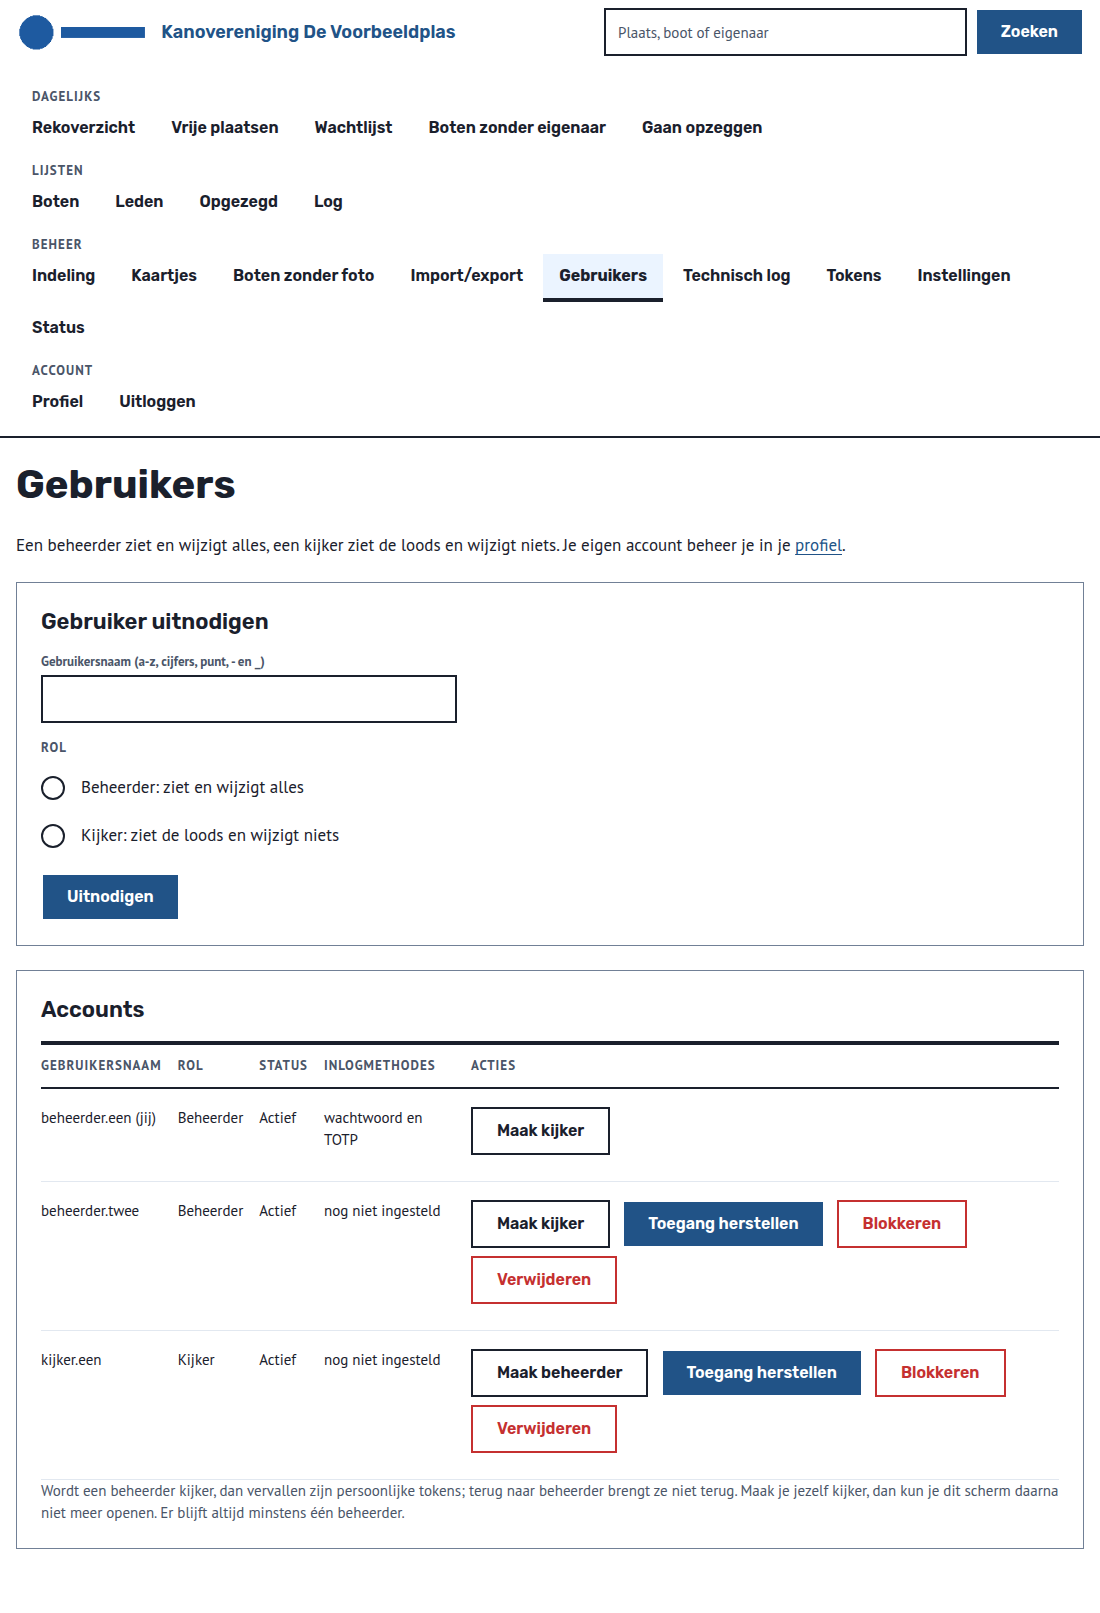 Kanovereniging De Voorbeeldplas
Plaats, boot of eigenaar
Zoeken
DAGELIJKS
Rekoverzicht Vrije plaatsen Wachtlijst Boten zonder eigenaar Gaan opzeggen
LIJSTEN
Boten Leden Opgezegd Log
BEHEER
Indeling Kaartjes Boten zonder foto Import/export Gebruikers Technisch log Tokens Instellingen
Status
ACCOUNT
Profiel Uitloggen
Gebruikers
Een beheerder ziet en wijzigt alles, een kijker ziet de loods en wijzigt niets. Je eigen account beheer je in je profiel.
Gebruiker uitnodigen
Gebruikersnaam (a-z, cijfers, punt, - en _)
ROL
Beheerder: ziet en wijzigt alles
Kijker: ziet de loods en wijzigt niets
Uitnodigen
Accounts
GEBRUIKERSNAAM ROL STATUS INLOGMETHODES ACTIES
beheerder.een (jij) Beheerder Actief wachtwoord en TOTP Maak kijker
beheerder.twee Beheerder Actief nog niet ingesteld Maak kijker Toegang herstellen Blokkeren
Verwijderen
kijker.een Kijker Actief nog niet ingesteld Maak beheerder Toegang herstellen Blokkeren
Verwijderen
Wordt een beheerder kijker, dan vervallen zijn persoonlijke tokens; terug naar beheerder brengt ze niet terug. Maak je jezelf kijker, dan kun je dit scherm daarna
niet meer openen. Er blijft altijd minstens één beheerder.